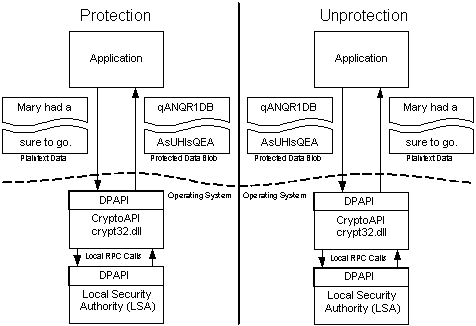 Protection
Application
Mary had a
sure to go.
Plaintext Data
qANQR1DB
AsUHIsQEA
Protected Data Blob
Operating System
DPAPI
CryptoAPI
crypt32.dll
Local RPC Calls
DPAPI
Local Security
Authority (LSA)
Unprotection
Application
qANQR1DB
AsUHIsQEA
Protected Data Blob
Mary had a
sure to go.
Plaintext Data
Operating System
DPAPI
CryptoAPI
crypt32.dll
Local RPC Calls
DPAPI
Local Security
Authority (LSA)